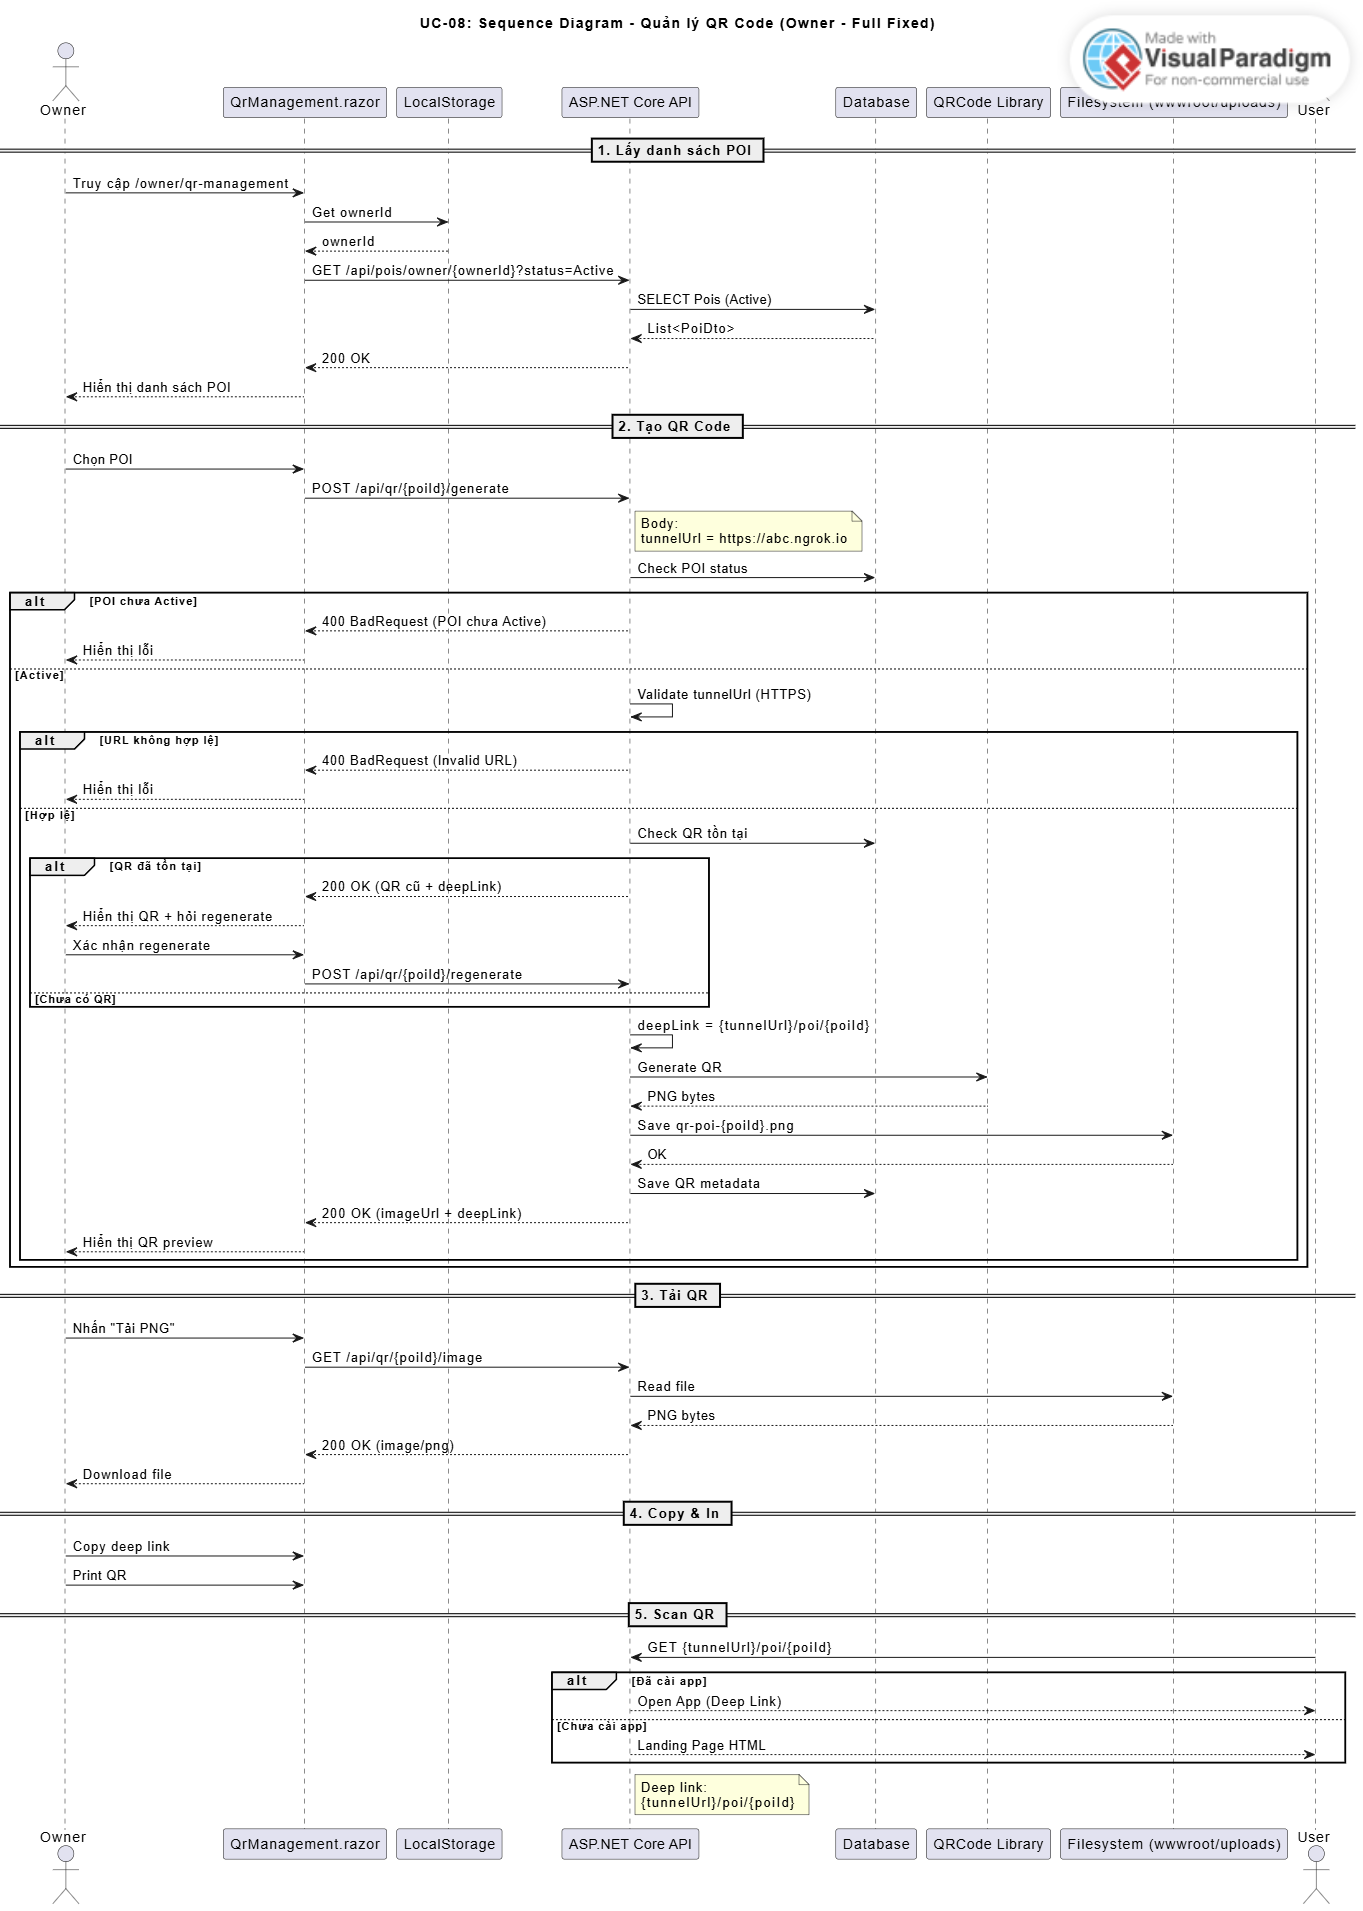 UC-08: Sequence Diagram - Quản lý QR Code (Owner - Full Fixed)
Made with
Visual Paradigm
For non-commercial use
Owner
QrManagement.razor
LocalStorage
ASP.NET Core API
Database
QRCode Library
Filesystem (wwwroot/uploads)
User
1. Lấy danh sách POI
Truy cập /owner/qr-management
Get ownerId
ownerId
GET /api/pois/owner/{ownerId}?status=Active
SELECT Pois (Active)
List<PoiDto>
200 OK
Hiển thị danh sách POI
2. Tạo QR Code
Chọn POI
POST /api/qr/{poiId}/generate
Body:
tunnelUrl = https://abc.ngrok.io
Check POI status
alt
[POI chưa Active]
400 BadRequest (POI chưa Active)
Hiển thị lỗi
[Active]
Validate tunnelUrl (HTTPS)
alt
[URL không hợp lệ]
400 BadRequest (Invalid URL)
Hiển thị lỗi
[Hợp lệ]
Check QR tồn tại
alt
[QR đã tồn tại]
200 OK (QR cũ + deepLink)
Hiển thị QR + hỏi regenerate
Xác nhận regenerate
POST /api/qr/{poiId}/regenerate
[Chưa có QR]
deepLink = {tunnelUrl}/poi/{poiId}
Generate QR
PNG bytes
Save qr-poi-{poiId}.png
OK
Save QR metadata
200 OK (imageUrl + deepLink)
Hiển thị QR preview
3. Tải QR
Nhấn "Tải PNG"
GET /api/qr/{poiId}/image
Read file
PNG bytes
200 OK (image/png)
Download file
4. Copy & In
Copy deep link
Print QR
5. Scan QR
GET {tunnelUrl}/poi/{poiId}
alt
[Đã cài app]
Open App (Deep Link)
[Chưa cài app]
Landing Page HTML
Deep link:
{tunnelUrl}/poi/{poiId}
Owner
QrManagement.razor
LocalStorage
ASP.NET Core API
Database
QRCode Library
Filesystem (wwwroot/uploads)
User